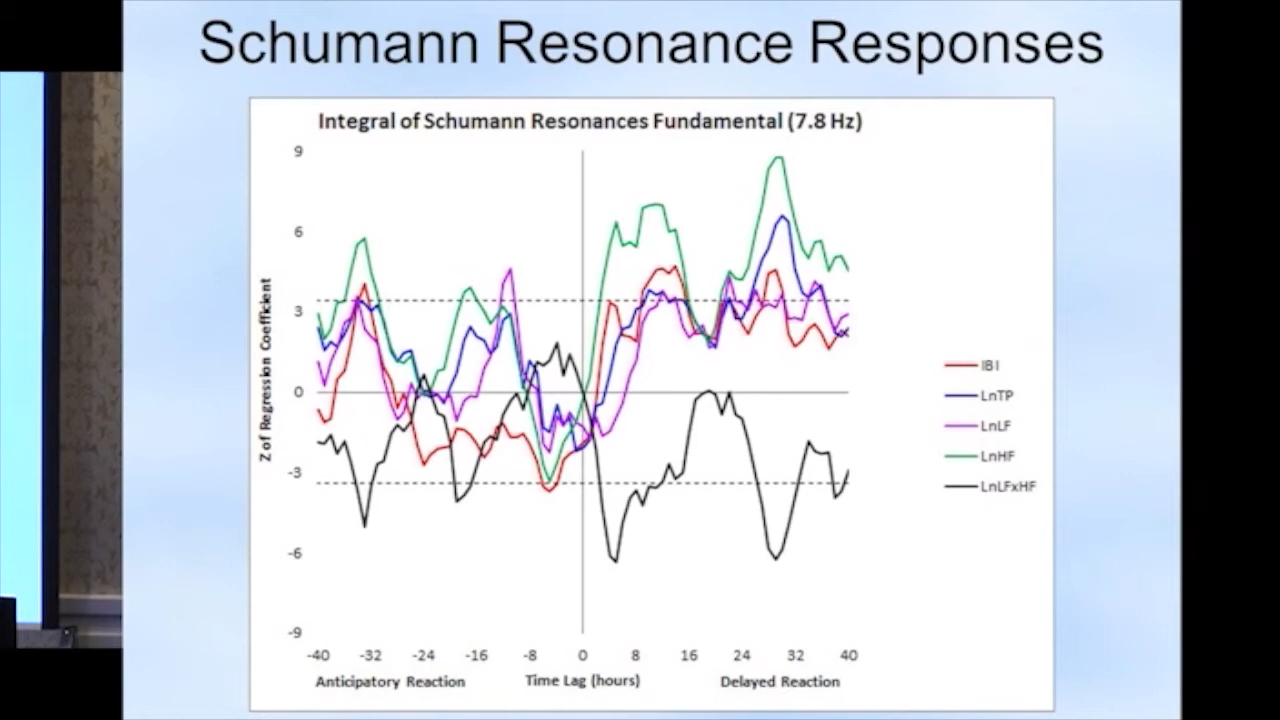 Schumann Resonance Responses
Integral of Schumann Resonances Fundamental (7.8 Hz)
Z of Regression Coefficient
9
6
3
0
-3
-6
-9
-40 -32 -24 -16 -8 0 8 16 24 32 40
Anticipatory Reaction Time Lag (hours) Delayed Reaction
IBI
LnTP
LnLF
LnHF
LnLFxHF